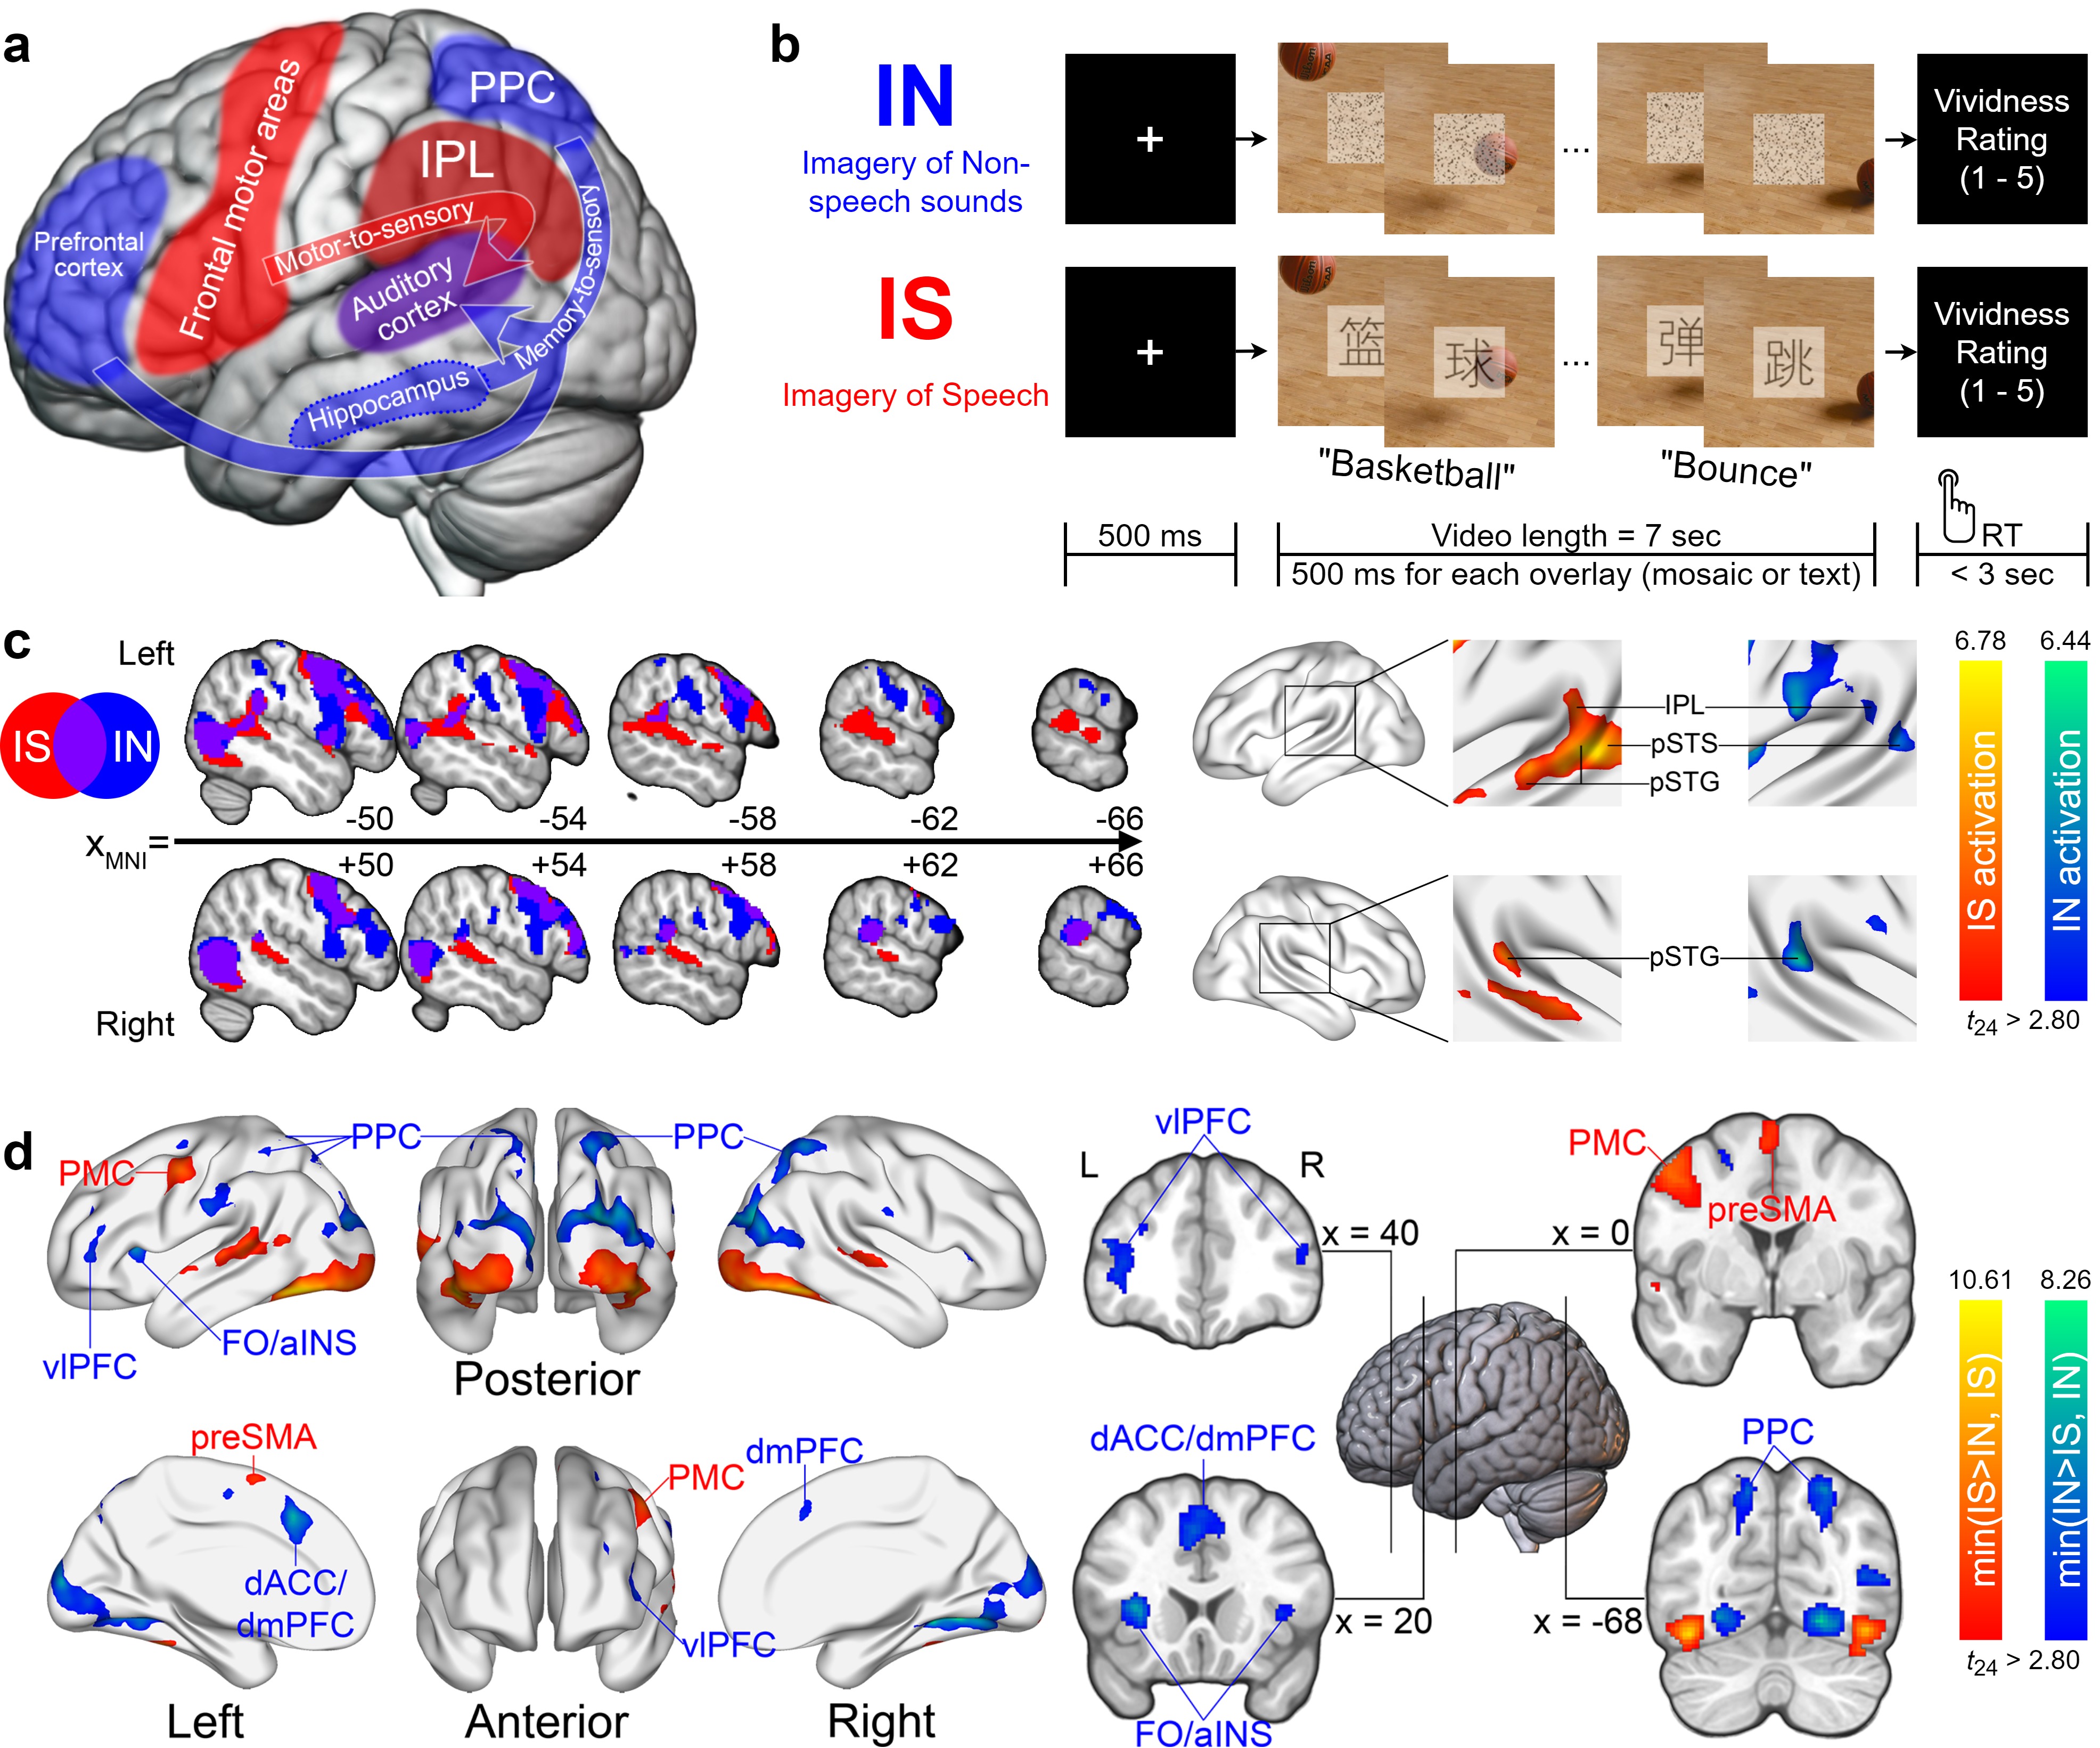 a
PPC
IPL
Frontal motor areas
Prefrontal
cortex
Motor-to-sensory
Auditory
cortex
Memory-to-sensory
Hippocampus
b
IN
Imagery of Non-
speech sounds
+
...
Vividness
Rating
(1 - 5)
IS
Imagery of Speech
+
篮
球
...
弹
跳
Vividness
Rating
(1 - 5)
"Basketball"
"Bounce"
500 ms
Video length = 7 sec
500 ms for each overlay (mosaic or text)
RT
< 3 sec
c
Left
IS
IN
-50
-54
-58
-62
-66
xMNI=
+50
+54
+58
+62
+66
Right
IPL
pSTS
pSTG
pSTG
6.78
6.44
IS activation
IN activation
t24 > 2.80
d
PMC
PPC
PPC
vlPFC
FO/aINS
Posterior
preSMA
dACC/
dmPFC
PMC
dmPFC
vlPFC
Left
Anterior
Right
vlPFC
L
R
x = 40
x = 0
PMC
preSMA
dACC/dmPFC
PPC
x = 20
x = -68
FO/aINS
10.61
8.26
min(IS>IN, IS)
min(IN>IS, IN)
t24 > 2.80